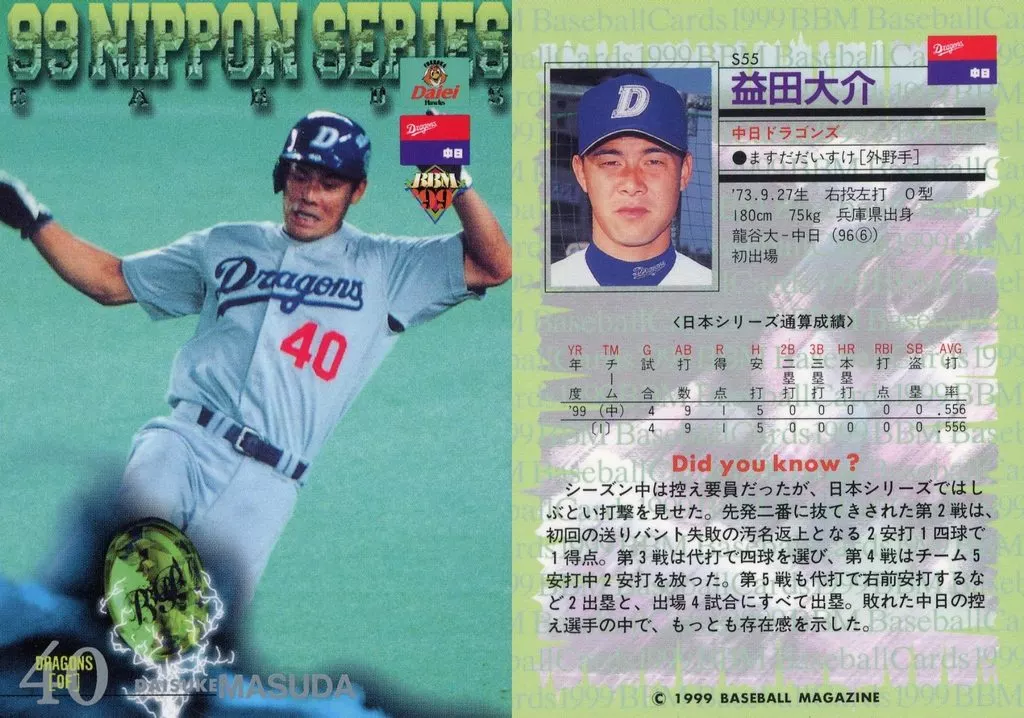 99 NIPPON SERIES
CARDS
FUKUOKA
Daiei
Hawks
Dragons
中日
BBM
'99
D
Dragons
40
BBM
40
DRAGONS
[OF]
DAISUKE MASUDA
S55
益田大介
Dragons
中日
中日ドラゴンズ
●ますだだいすけ[外野手]
'73.9.27生 右投左打 O型
180cm 75kg 兵庫県出身
龍谷大-中日(96⑥)
初出場
D
Dragons
〈日本シリーズ通算成績〉
YR TM G AB R H 2B 3B HR RBI SB AVG
年度 チーム 試合 打数 得点 安打 二塁打 三塁打 本塁打 打点 盗塁 打率
'99 (中) 4 9 1 5 0 0 0 0 0 .556
〔1〕 4 9 1 5 0 0 0 0 0 .556
Did you know?
シーズン中は控え要員だったが、日本シリーズではし
ぶとい打撃を見せた。先発二番に抜てきされた第2戦は、
初回の送りバント失敗の汚名返上となる2安打1四球で
1得点。第3戦は代打で四球を選び、第4戦はチーム5
安打中2安打を放った。第5戦も代打で右前安打するな
ど2出塁と、出場4試合にすべて出塁。敗れた中日の控
え選手の中で、もっとも存在感を示した。
© 1999 BASEBALL MAGAZINE